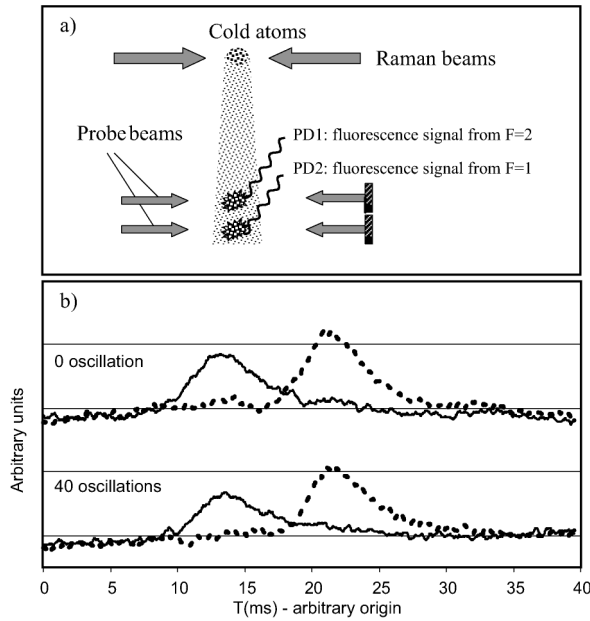 a)
Cold atoms
Raman beams
Probe beams
PD1: fluorescence signal from F=2
PD2: fluorescence signal from F=1
b)
0 oscillation
40 oscillations
Arbitrary units
0 5 10 15 20 25 30 35 40
T(ms) - arbitrary origin